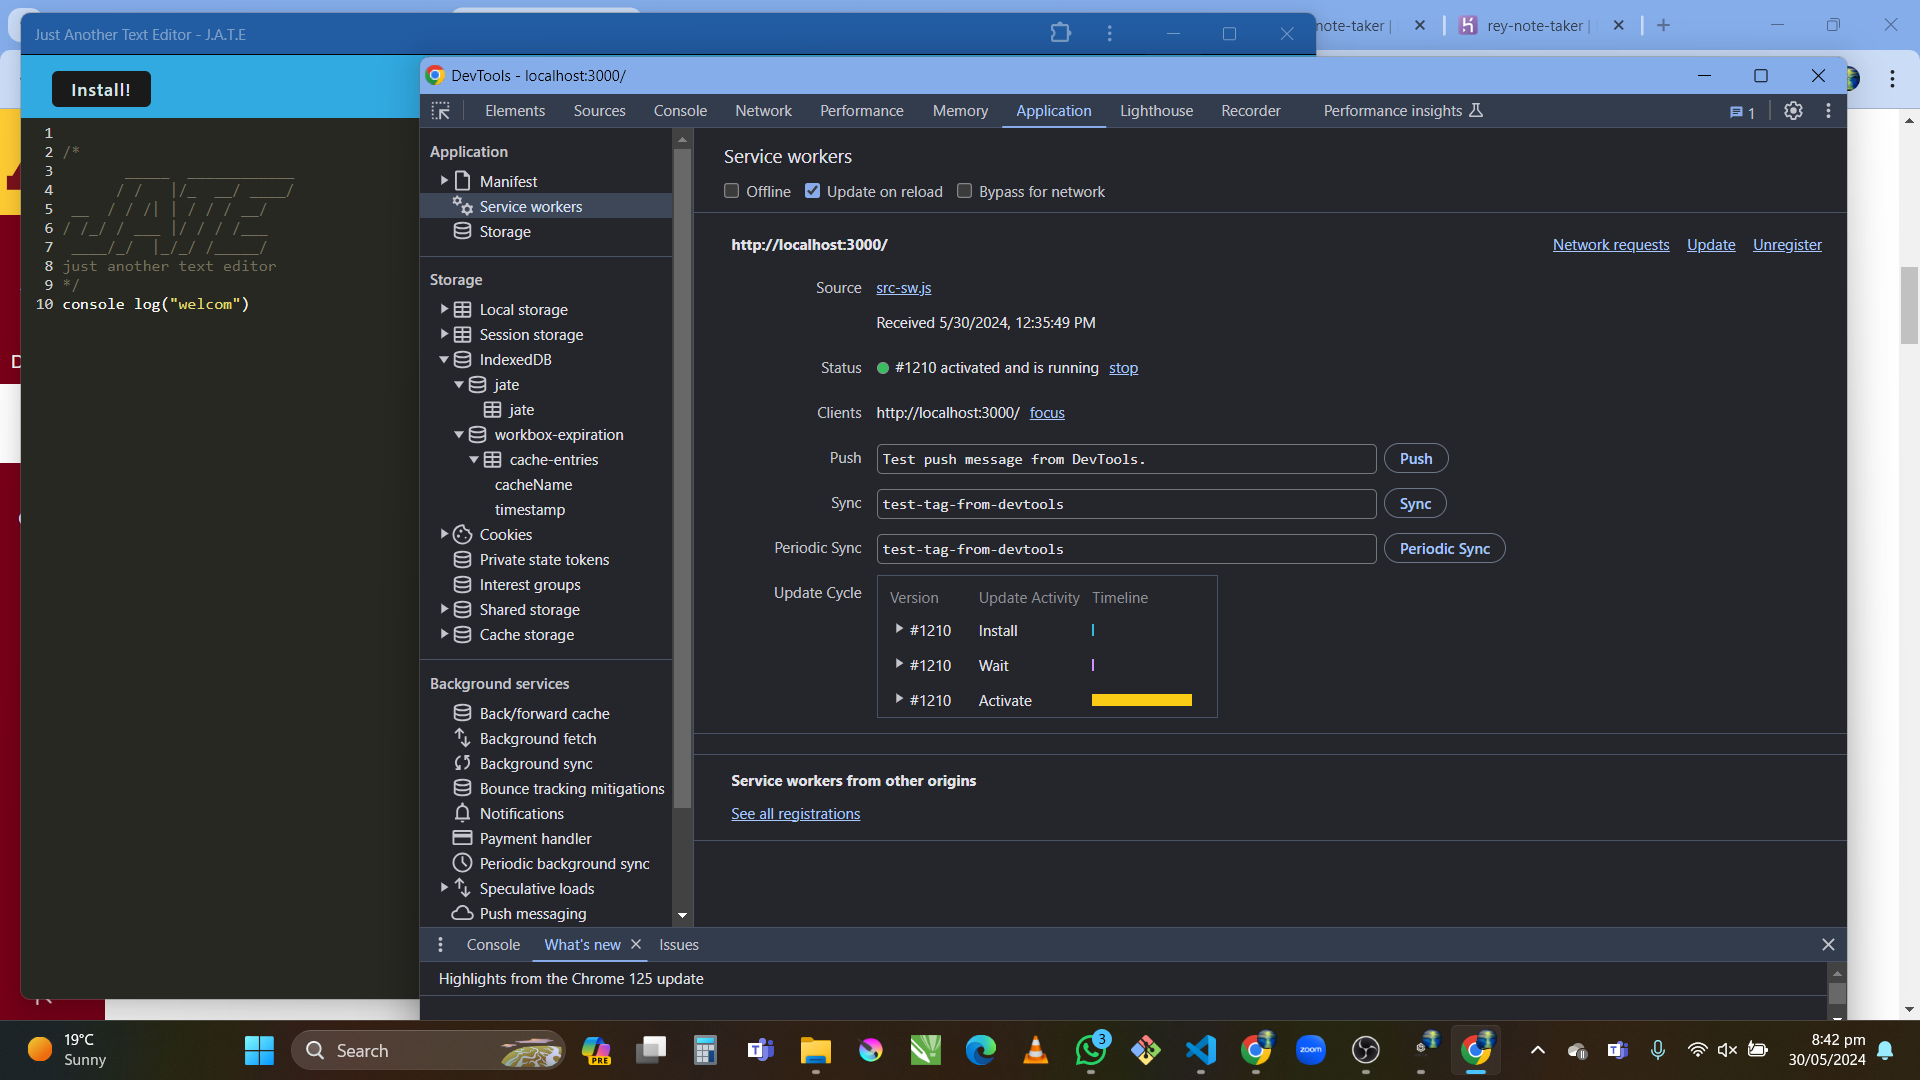 Just Another Text Editor - J.A.T.E
note-taker |
rey-note-taker |
Install!
1
2 /*
3
4
5
6
7
8 just another text editor
9 */
10 console log("welcom")
DevTools - localhost:3000/
Elements
Sources
Console
Network
Performance
Memory
Application
Lighthouse
Recorder
Performance insights
1
Application
Manifest
Service workers
Storage
Storage
Local storage
Session storage
IndexedDB
jate
jate
workbox-expiration
cache-entries
cacheName
timestamp
Cookies
Private state tokens
Interest groups
Shared storage
Cache storage
Background services
Back/forward cache
Background fetch
Background sync
Bounce tracking mitigations
Notifications
Payment handler
Periodic background sync
Speculative loads
Push messaging
Service workers
Offline
Update on reload
Bypass for network
http://localhost:3000/
Network requests
Update
Unregister
Source
src-sw.js
Received 5/30/2024, 12:35:49 PM
Status
#1210 activated and is running
stop
Clients
http://localhost:3000/
focus
Push
Test push message from DevTools.
Push
Sync
test-tag-from-devtools
Sync
Periodic Sync
test-tag-from-devtools
Periodic Sync
Update Cycle
Version
Update Activity
Timeline
#1210
Install
#1210
Wait
#1210
Activate
Service workers from other origins
See all registrations
Console
What's new
Issues
Highlights from the Chrome 125 update
19°C
Sunny
Search
PRE
3
zoom
8:42 pm
30/05/2024